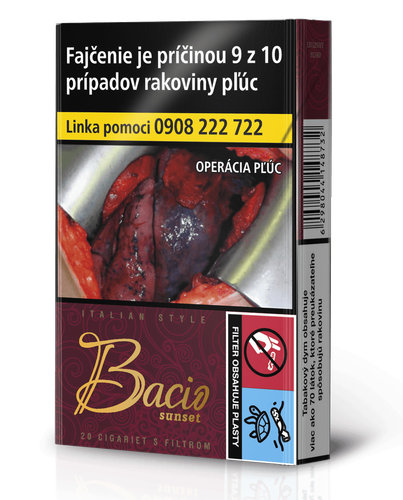 Fajčenie je príčinou 9 z 10
prípadov rakoviny pľúc
Linka pomoci 0908 222 722
OPERÁCIA PĽÚC
ITALIAN STYLE
Bacio
sunset
20 CIGARIET S FILTROM
FILTER OBSAHUJE PLASTY
6298044148732
Tabakový dym obsahuje
viac ako 70 látok, ktoré preukázateľne
spôsobujú rakovinu